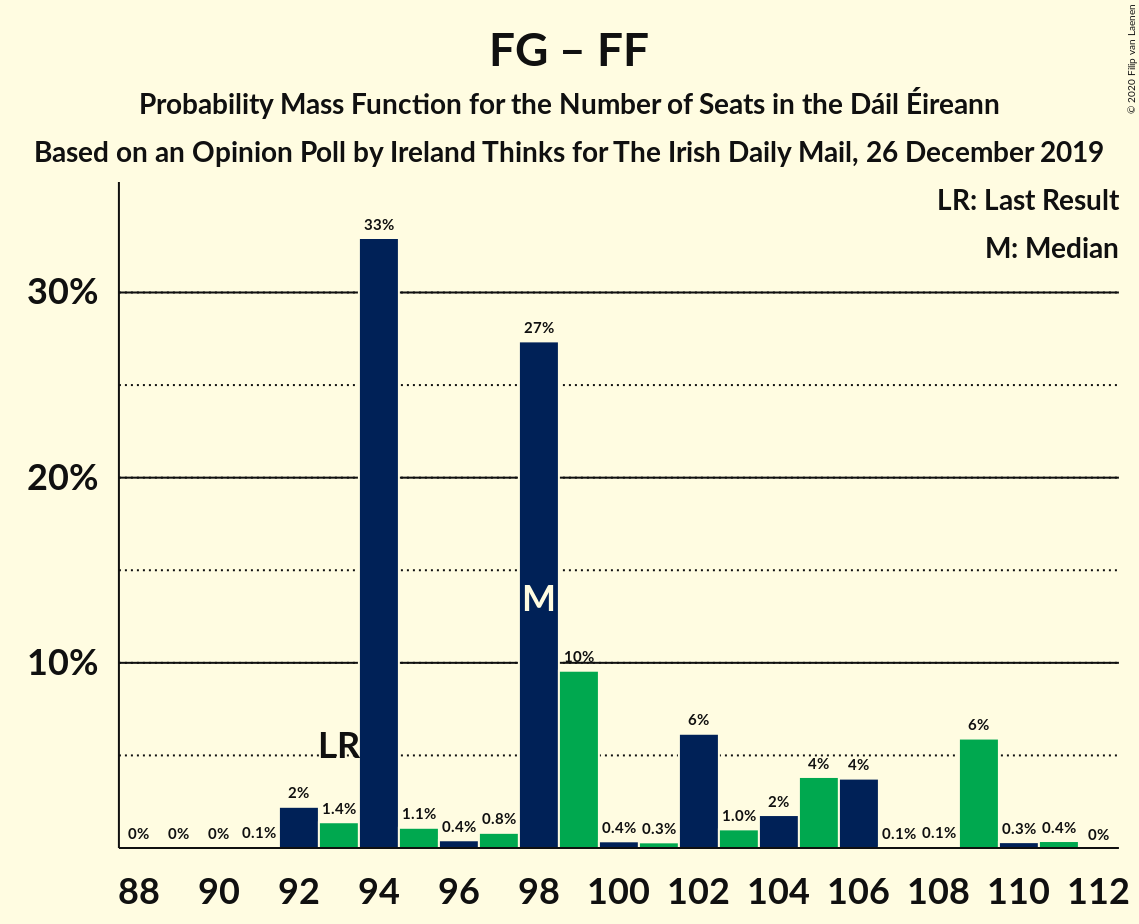 FG – FF
Probability Mass Function for the Number of Seats in the Dáil Éireann
Based on an Opinion Poll by Ireland Thinks for The Irish Daily Mail, 26 December 2019
© 2020 Filip van Laenen
LR: Last Result
M: Median
30%
20%
10%
0% 0% 0% 0.1% 2% 1.4% 33% 1.1% 0.4% 0.8% 27% 10% 0.4% 0.3% 6% 1.0% 2% 4% 4% 0.1% 0.1% 6% 0.3% 0.4% 0%
LR
M
88 90 92 94 96 98 100 102 104 106 108 110 112